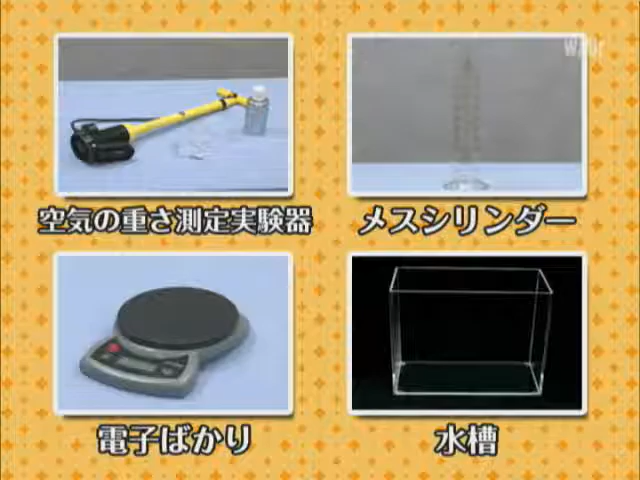 空気の重さ測定実験器
メスシリンダー
電子ばかり
水槽